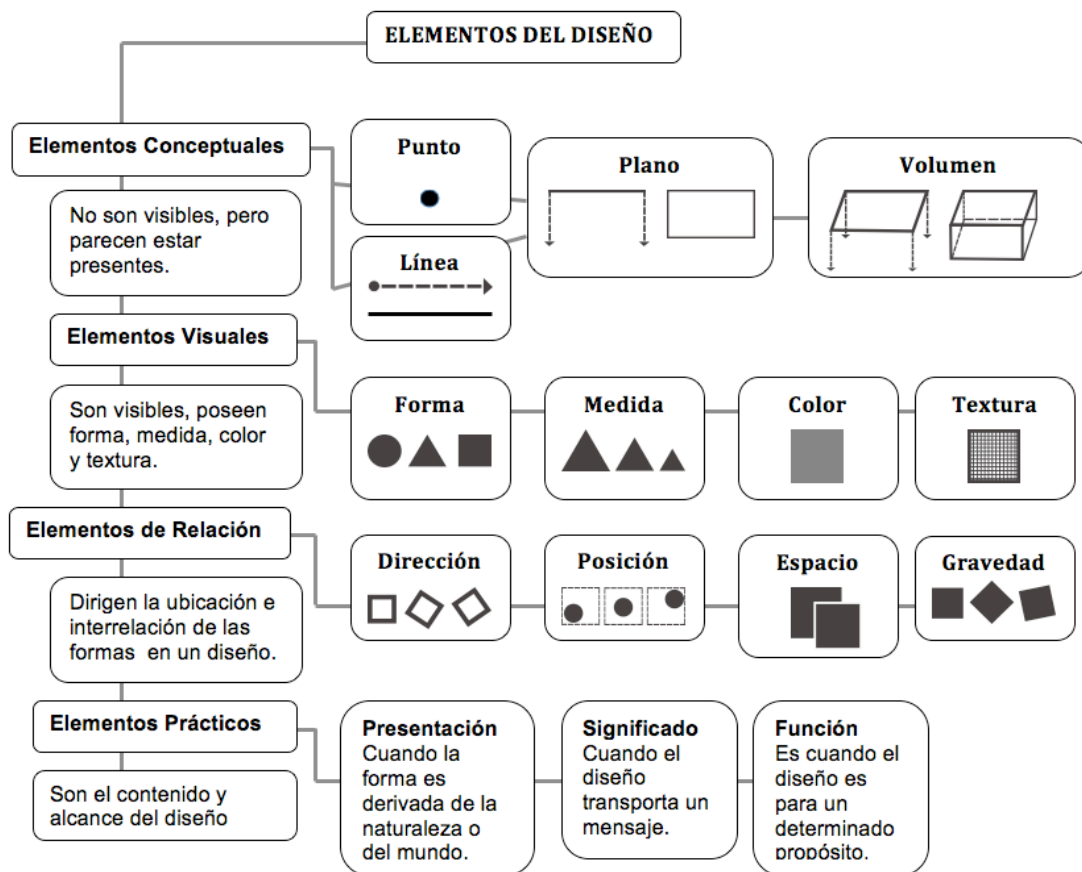 ELEMENTOS DEL DISEÑO
Elementos Conceptuales
No son visibles, pero
parecen estar
presentes.
Punto
Línea
Plano
Volumen
Elementos Visuales
Son visibles, poseen
forma, medida, color
y textura.
Forma
Medida
Color
Textura
Elementos de Relación
Dirigen la ubicación e
interrelación de las
formas en un diseño.
Dirección
Posición
Espacio
Gravedad
Elementos Prácticos
Son el contenido y
alcance del diseño
Presentación
Cuando la
forma es
derivada de la
naturaleza o
del mundo.
Significado
Cuando el
diseño
transporta un
mensaje.
Función
Es cuando el
diseño es
para un
determinado
propósito.